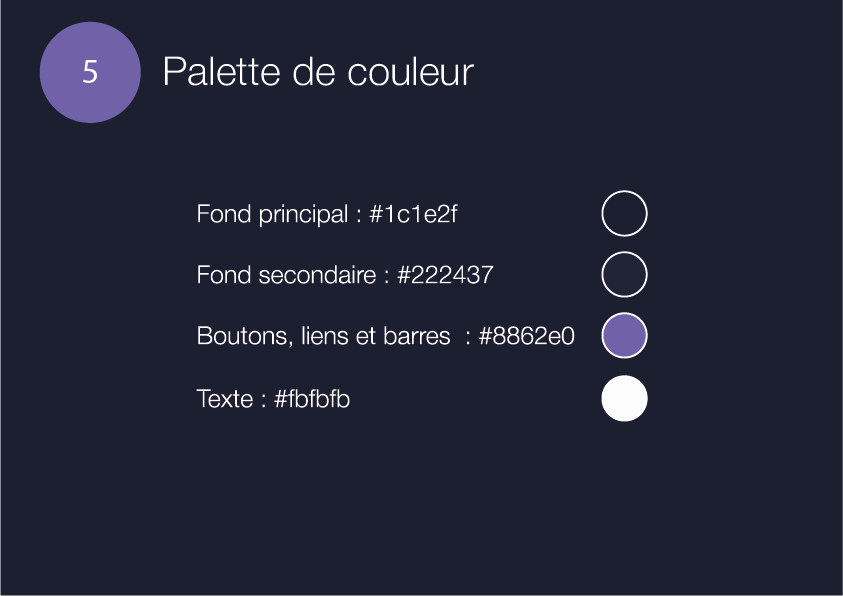 5
Palette de couleur
Fond principal : #1c1e2f
Fond secondaire : #222437
Boutons, liens et barres  : #8862e0
Texte : #fbfbfb